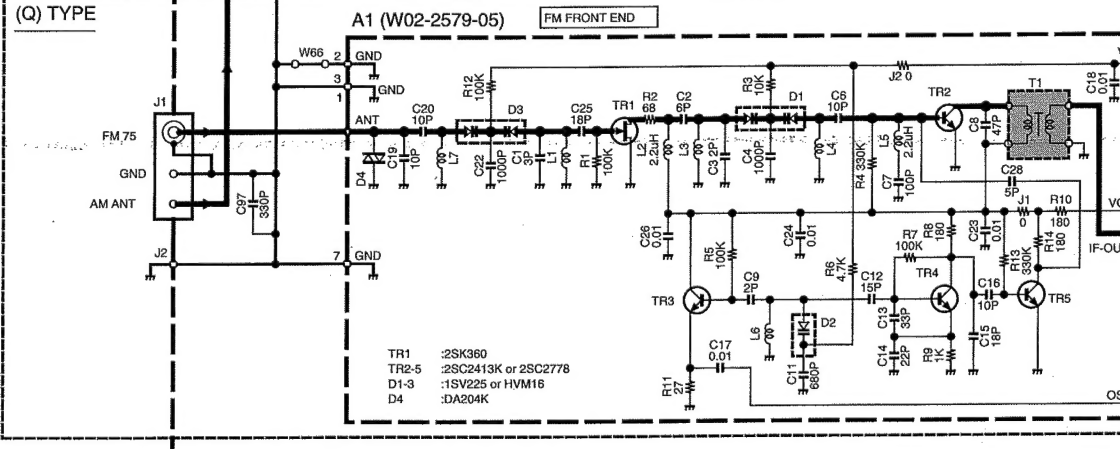 (Q) TYPE
A1 (W02-2579-05)
FM FRONT END
J1
FM 75
GND
AM ANT
J2
C97
330P
W66
2
GND
3
GND
1
ANT
7
GND
D4
C19
10P
C20
10P
L7
R12
100K
D3
C22
1000P
C1
3P
L1
C25
18P
R1
100K
TR1
R2
68
L2
2.2uH
C2
6P
L3
C3 2P
R3
10K
D1
C4
1000P
C6
10P
L4
R4 330K
J2 0
L5
2.2uH
C7
100P
TR2
C8
47P
T1
C18
0.01
C28
5P
J1
0
R10
180
VC
IF-OU
C26
0.01
R5
100K
C24
0.01
R6
4.7K
R7
100K
R8
180
C23
0.01
R13
330K
R14
180
TR3
C9
2P
L6
D2
C11
680P
C12
15P
TR4
C13
33P
C14
22P
R9
1K
C15
18P
C16
10P
TR5
C17
0.01
R11
27
OS
TR1 :2SK360
TR2-5 :2SC2413K or 2SC2778
D1-3 :1SV225 or HVM16
D4 :DA204K